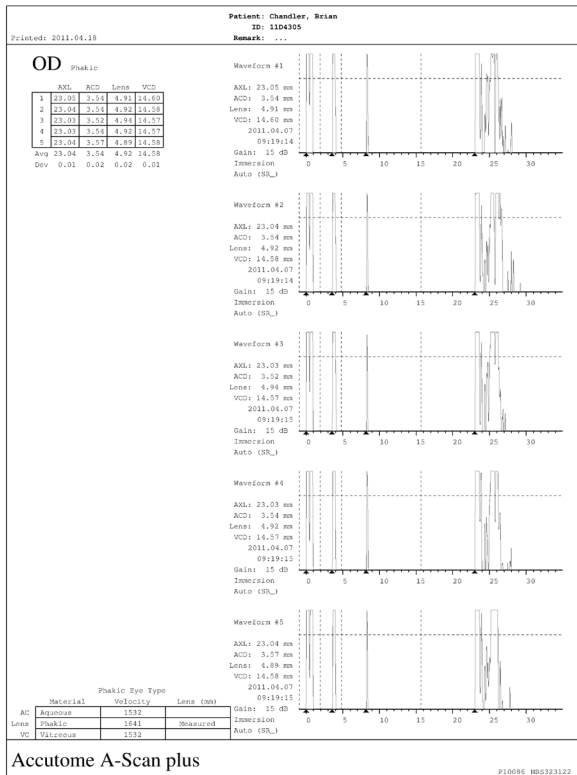 Patient: Chandler, Brian
ID: 11D4305
Printed: 2011.04.18
Remark: ...
OD Phakic
AXL ACD Lens VCD
1 23.05 3.54 4.91 14.60
2 23.04 3.54 4.92 14.58
3 23.03 3.52 4.94 14.57
4 23.03 3.54 4.92 14.57
5 23.04 3.57 4.89 14.58
Avg 23.04 3.54 4.92 14.58
Dev 0.01 0.02 0.02 0.01
Waveform #1
AXL: 23.05 mm
ACD: 3.54 mm
Lens: 4.91 mm
VCD: 14.60 mm
2011.04.07
09:19:14
Gain: 15 dB
Immersion
Auto (SR_)
0 5 10 15 20 25 30
Waveform #2
AXL: 23.04 mm
ACD: 3.54 mm
Lens: 4.92 mm
VCD: 14.58 mm
2011.04.07
09:19:14
Gain: 15 dB
Immersion
Auto (SR_)
0 5 10 15 20 25 30
Waveform #3
AXL: 23.03 mm
ACD: 3.52 mm
Lens: 4.94 mm
VCD: 14.57 mm
2011.04.07
09:19:15
Gain: 15 dB
Immersion
Auto (SR_)
0 5 10 15 20 25 30
Waveform #4
AXL: 23.03 mm
ACD: 3.54 mm
Lens: 4.92 mm
VCD: 14.57 mm
2011.04.07
09:19:15
Gain: 15 dB
Immersion
Auto (SR_)
0 5 10 15 20 25 30
Waveform #5
AXL: 23.04 mm
ACD: 3.57 mm
Lens: 4.89 mm
VCD: 14.58 mm
2011.04.07
09:19:15
Gain: 15 dB
Immersion
Auto (SR_)
0 5 10 15 20 25 30
Phakic Eye Type
Material Velocity Lens (mm)
AC Aqueous 1532
Lens Phakic 1641 Measured
VC Vitreous 1532
Accutome A-Scan plus
P10086 MBS323122